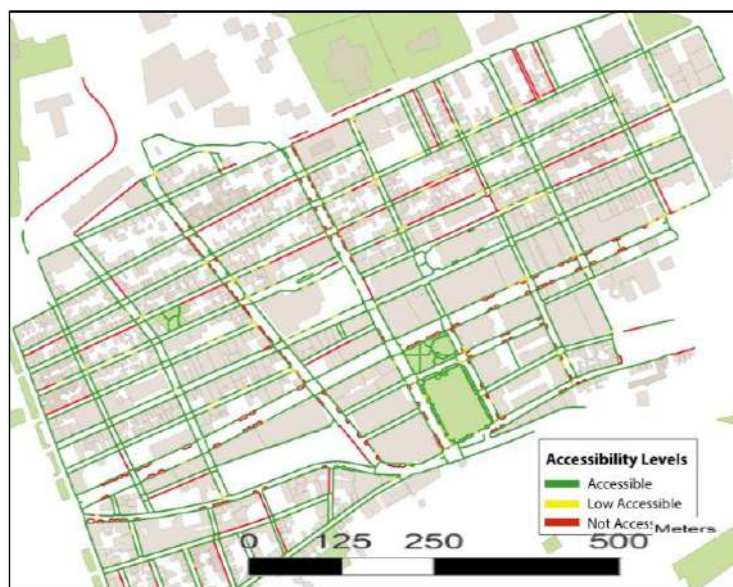 Accessibility Levels
Accessible
Low Accessible
Not Access
Meters
0 125 250 500